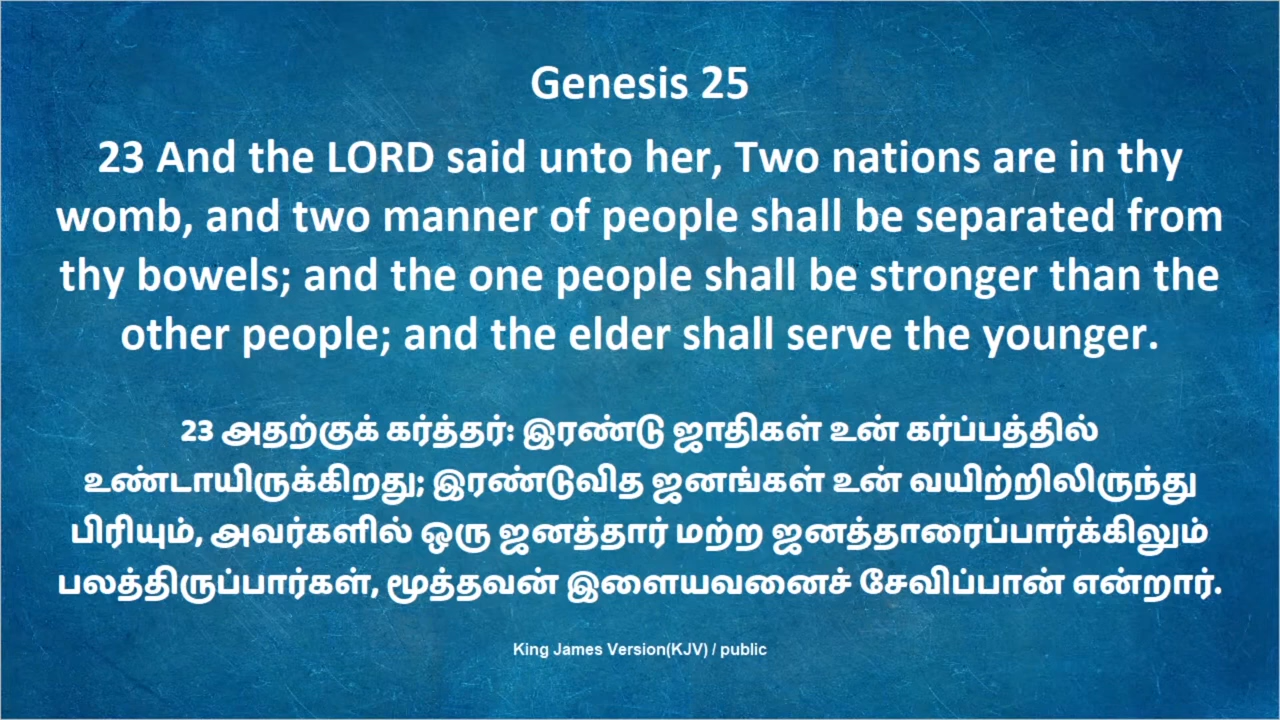 Genesis 25
23 And the LORD said unto her, Two nations are in thy
womb, and two manner of people shall be separated from
thy bowels; and the one people shall be stronger than the
other people; and the elder shall serve the younger.
23 அதற்குக் கர்த்தர்: இரண்டு ஜாதிகள் உன் கர்ப்பத்தில்
உண்டாயிருக்கிறது; இரண்டுவித ஜனங்கள் உன் வயிற்றிலிருந்து
பிரியும், அவர்களில் ஒரு ஜனத்தார் மற்ற ஜனத்தாரைப்பார்க்கிலும்
பலத்திருப்பார்கள், மூத்தவன் இளையவனைச் சேவிப்பான் என்றார்.
King James Version(KJV) / public